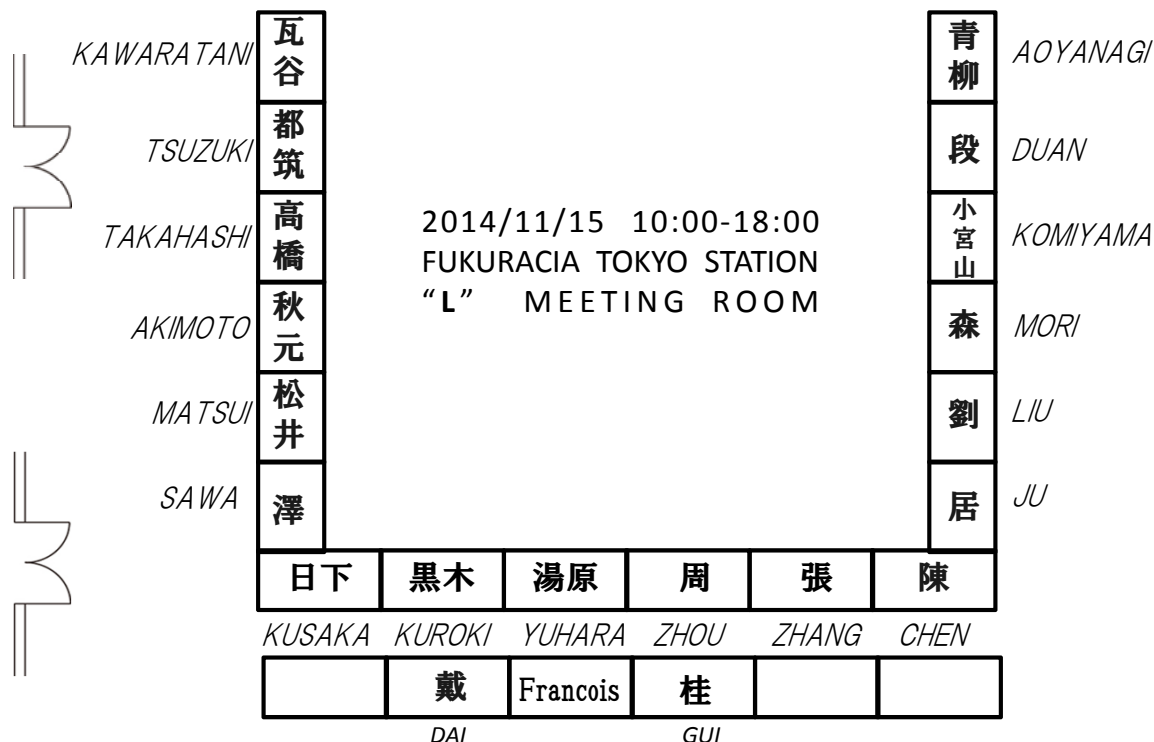 KAWARATANI
瓦谷
青柳
AOYANAGI
TSUZUKI
都筑
段
DUAN
TAKAHASHI
高橋
2014/11/15 10:00-18:00
FUKURACIA TOKYO STATION
“L” MEETING ROOM
小宮山
KOMIYAMA
AKIMOTO
秋元
森
MORI
MATSUI
松井
劉
LIU
SAWA
澤
居
JU
日下 黒木 湯原 周 張 陳
KUSAKA KUROKI YUHARA ZHOU ZHANG CHEN
戴 Francois 桂
DAI GUI